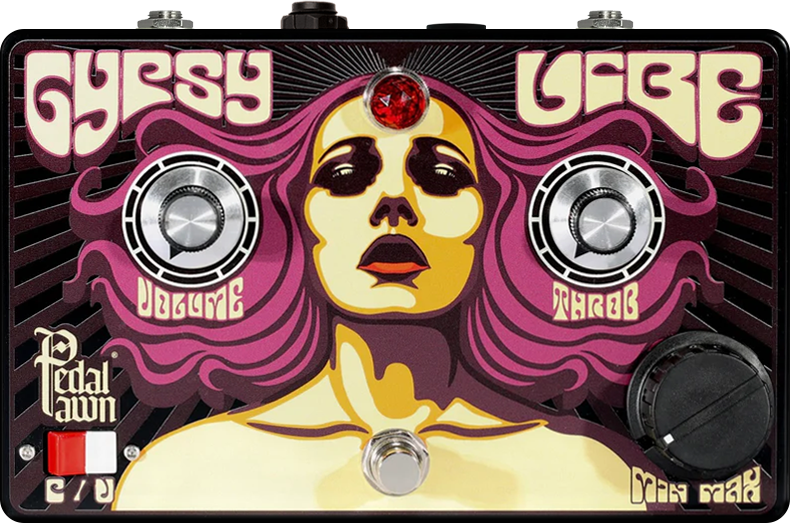 GYPSY VIBE
VOLUME THROB
Pedal®
Pawn
C / V
MIN MAX